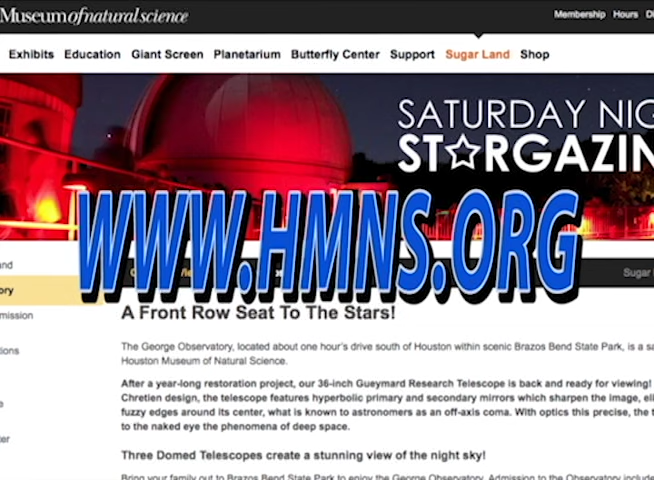 Museum of natural science
Membership Hours
Exhibits Education Giant Screen Planetarium Butterfly Center Support Sugar Land Shop
SATURDAY
ST☆RGAZIN
WWW.HMNS.ORG
Sugar
A Front Row Seat To The Stars!
The George Observatory, located about one hour's drive south of Houston within scenic Brazos Bend State Park, is a
Houston Museum of Natural Science.
After a year-long restoration project, our 36-inch Gueymard Research Telescope is back and ready for viewing!
Chretien design, the telescope features hyperbolic primary and secondary mirrors which sharpen the image,
fuzzy edges around its center, what is known to astronomers as an off-axis coma. With optics this precise, the
to the naked eye the phenomena of deep space.
Three Domed Telescopes create a stunning view of the night sky!
Bring your family out to Brazos Bend State Park to enjoy the George Observatory. Admission to the Observatory